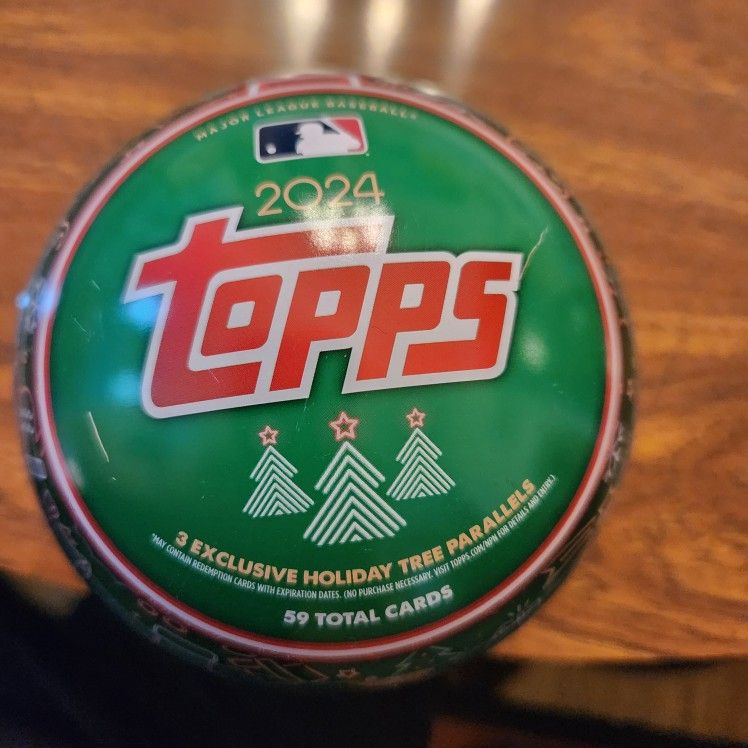 MAJOR LEAGUE BASEBALL®
2024
TOPPS
3 EXCLUSIVE HOLIDAY TREE PARALLELS
*MAY CONTAIN REDEMPTION CARDS WITH EXPIRATION DATES. (NO PURCHASE NECESSARY. VISIT TOPPS.COM/NPN FOR DETAILS AND ENTRY.)
59 TOTAL CARDS